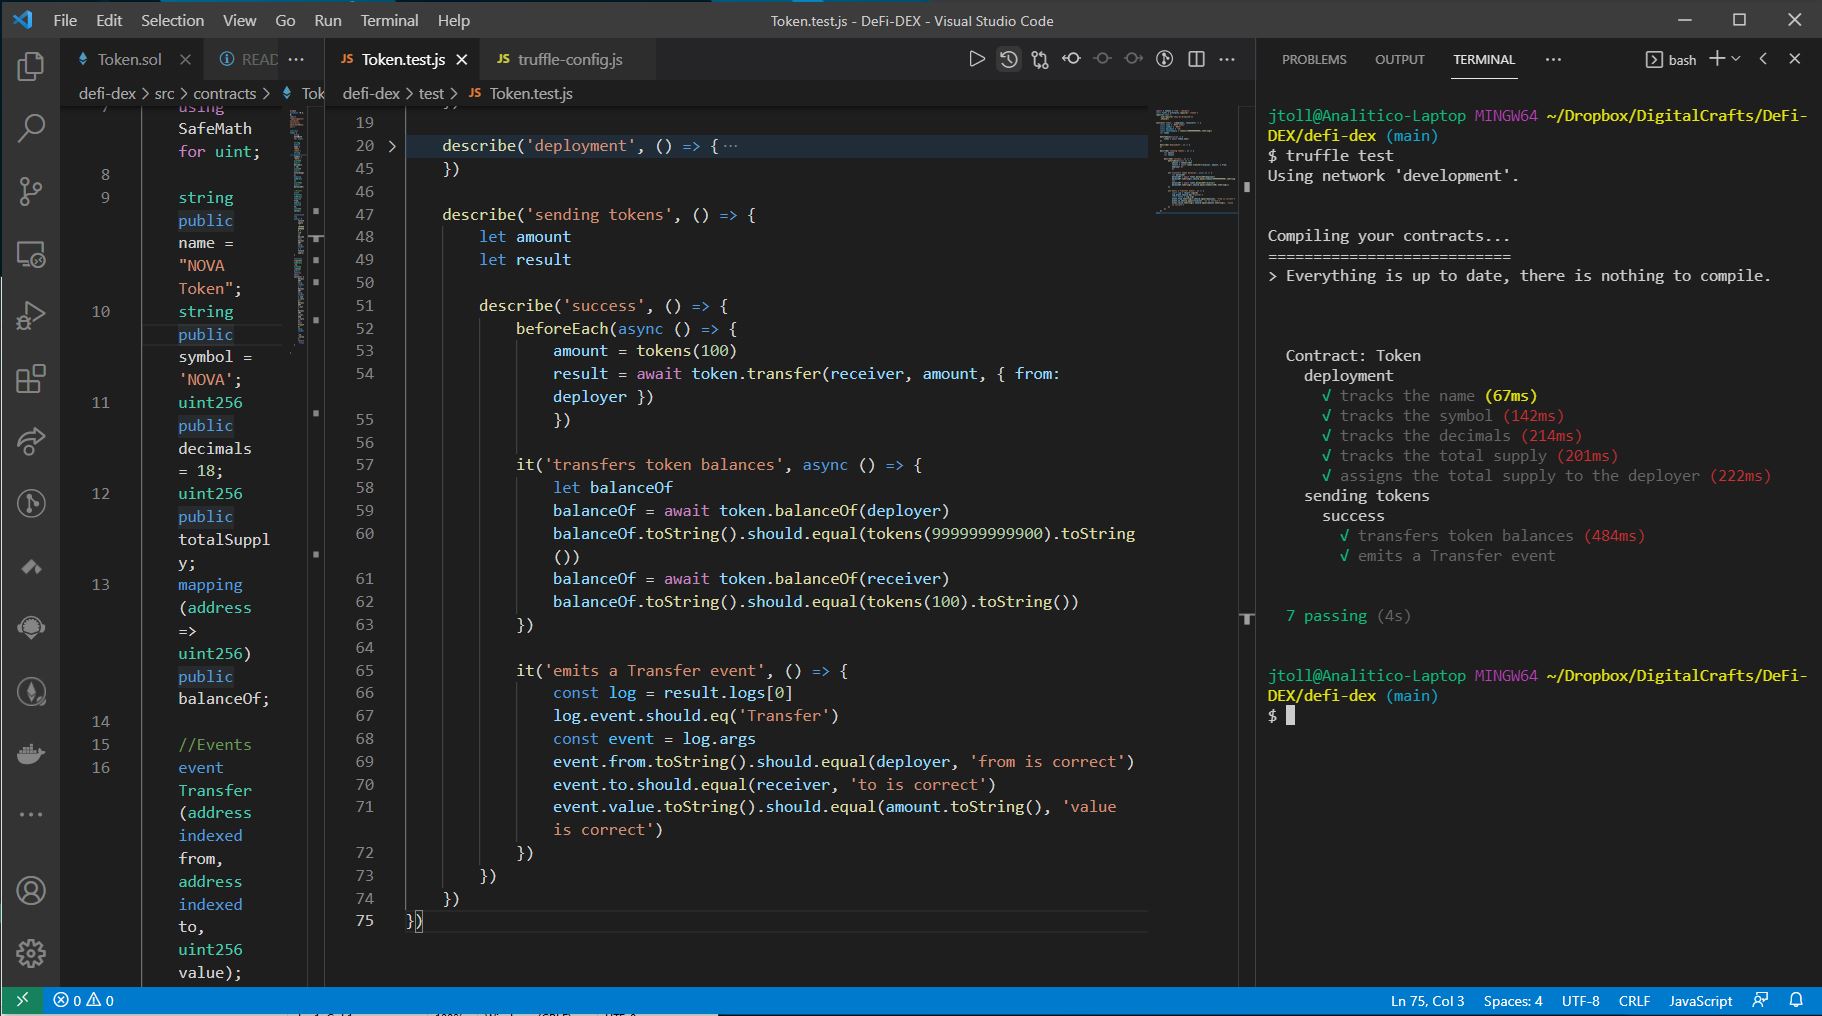 File Edit Selection View Go Run Terminal Help
Token.test.js - DeFi-DEX - Visual Studio Code
Token.sol
READ
defi-dex > src > contracts > Tok
7 using
SafeMath
for uint;
8
9 string
public
name =
"NOVA
Token";
10 string
public
symbol =
'NOVA';
11 uint256
public
decimals
= 18;
12 uint256
public
totalSuppl
y;
13 mapping
(address
=>
uint256)
public
balanceOf;
14
15 //Events
16 event
Transfer
(address
indexed
from,
address
indexed
to,
uint256
value);
JS Token.test.js
JS truffle-config.js
defi-dex > test > JS Token.test.js
19
20 describe('deployment', () => { ...
45 })
46
47 describe('sending tokens', () => {
48 let amount
49 let result
50
51 describe('success', () => {
52 beforeEach(async () => {
53 amount = tokens(100)
54 result = await token.transfer(receiver, amount, { from:
deployer })
55 })
56
57 it('transfers token balances', async () => {
58 let balanceOf
59 balanceOf = await token.balanceOf(deployer)
60 balanceOf.toString().should.equal(tokens(999999999900).toString
())
61 balanceOf = await token.balanceOf(receiver)
62 balanceOf.toString().should.equal(tokens(100).toString())
63 })
64
65 it('emits a Transfer event', () => {
66 const log = result.logs[0]
67 log.event.should.eq('Transfer')
68 const event = log.args
69 event.from.toString().should.equal(deployer, 'from is correct')
70 event.to.should.equal(receiver, 'to is correct')
71 event.value.toString().should.equal(amount.toString(), 'value
is correct')
72 })
73 })
74 })
75 })
PROBLEMS OUTPUT TERMINAL
bash
jtoll@Analitico-Laptop MINGW64 ~/Dropbox/DigitalCrafts/DeFi-
DEX/defi-dex (main)
$ truffle test
Using network 'development'.
Compiling your contracts...
===========================
> Everything is up to date, there is nothing to compile.
Contract: Token
deployment
√ tracks the name (67ms)
√ tracks the symbol (142ms)
√ tracks the decimals (214ms)
√ tracks the total supply (201ms)
√ assigns the total supply to the deployer (222ms)
sending tokens
success
√ transfers token balances (484ms)
√ emits a Transfer event
7 passing (4s)
jtoll@Analitico-Laptop MINGW64 ~/Dropbox/DigitalCrafts/DeFi-
DEX/defi-dex (main)
$
0 0
Ln 75, Col 3 Spaces: 4 UTF-8 CRLF JavaScript